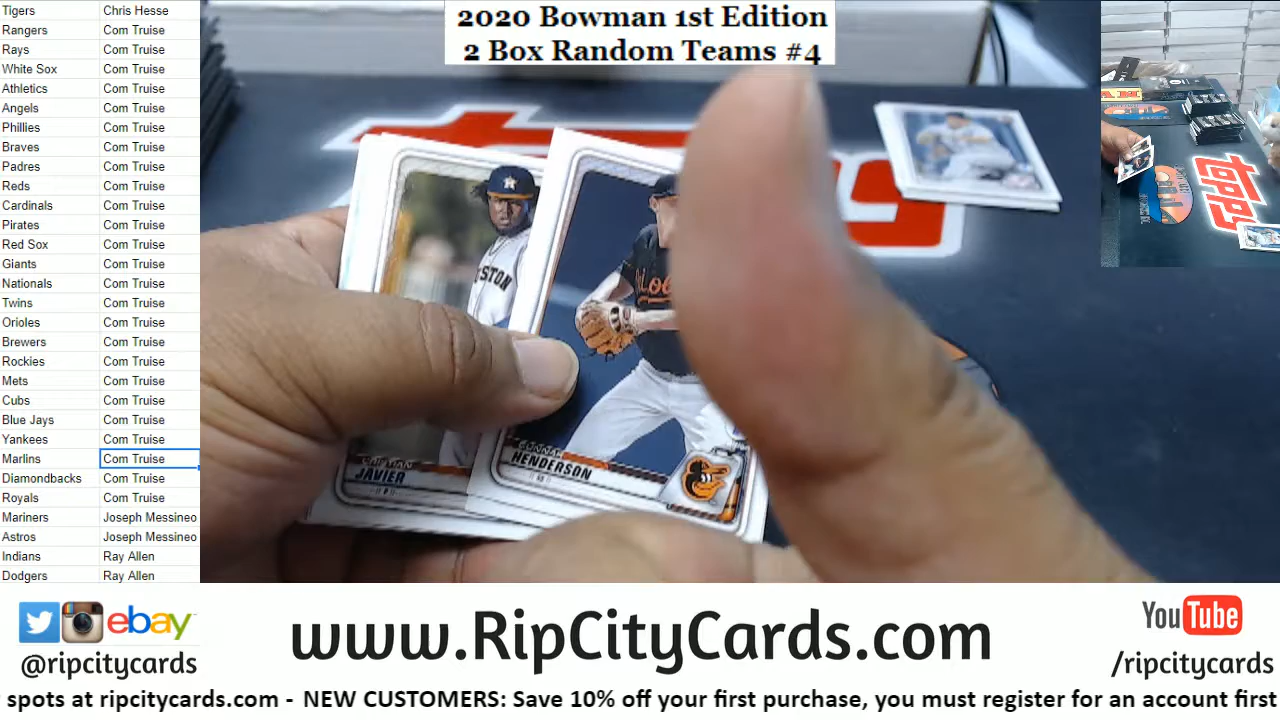 2020 Bowman 1st Edition
2 Box Random Teams #4
Tigers Chris Hesse
Rangers Com Truise
Rays Com Truise
White Sox Com Truise
Athletics Com Truise
Angels Com Truise
Phillies Com Truise
Braves Com Truise
Padres Com Truise
Reds Com Truise
Cardinals Com Truise
Pirates Com Truise
Red Sox Com Truise
Giants Com Truise
Nationals Com Truise
Twins Com Truise
Orioles Com Truise
Brewers Com Truise
Rockies Com Truise
Mets Com Truise
Cubs Com Truise
Blue Jays Com Truise
Yankees Com Truise
Marlins Com Truise
Diamondbacks Com Truise
Royals Com Truise
Mariners Joseph Messineo
Astros Joseph Messineo
Indians Ray Allen
Dodgers Ray Allen
JAVIER
HENDERSON
topps
ebay
@ripcitycards
www.RipCityCards.com
YouTube
/ripcitycards
spots at ripcitycards.com - NEW CUSTOMERS: Save 10% off your first purchase, you must register for an account first